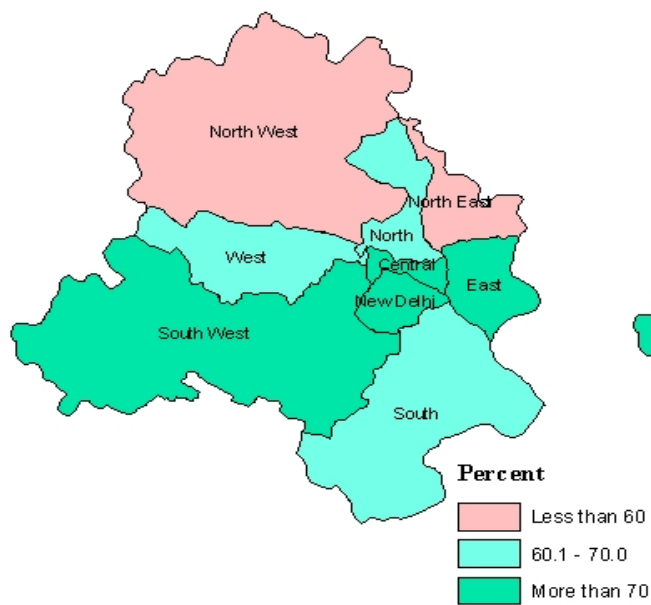 North West
North East
North
West
Central
East
New Delhi
South West
South
Percent
Less than 60
60.1 - 70.0
More than 70